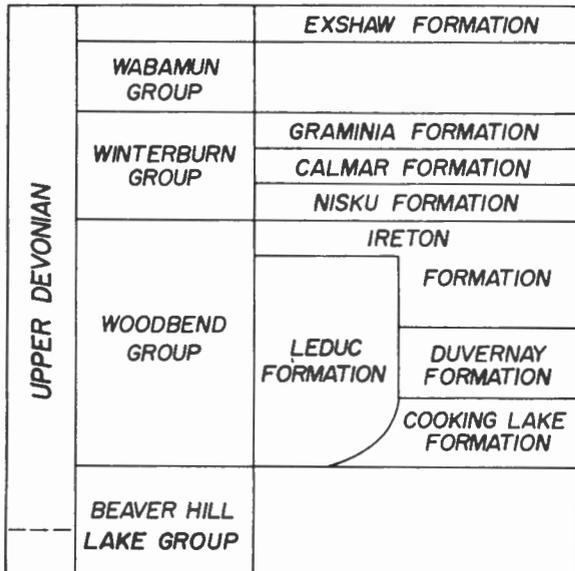 UPPER DEVONIAN
EXSHAW FORMATION
WABAMUN
GROUP
WINTERBURN
GROUP
GRAMINIA FORMATION
CALMAR FORMATION
NISKU FORMATION
WOODBEND
GROUP
IRETON
FORMATION
LEDUC
FORMATION
DUVERNAY
FORMATION
COOKING LAKE
FORMATION
BEAVER HILL
LAKE GROUP